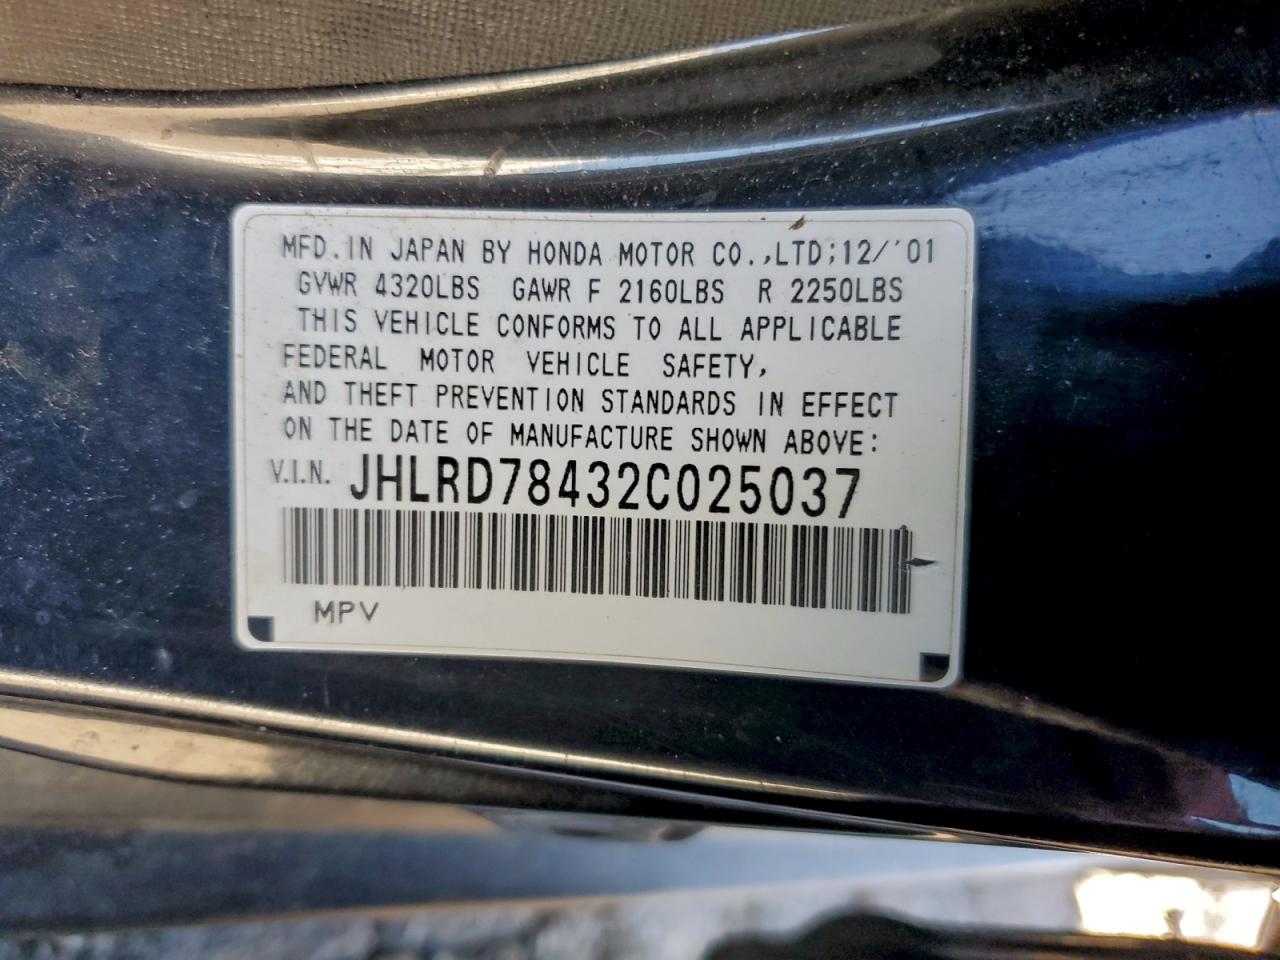 MFD. IN JAPAN BY HONDA MOTOR CO.,LTD;12/'01
GVWR 4320LBS GAWR F 2160LBS R 2250LBS
THIS VEHICLE CONFORMS TO ALL APPLICABLE
FEDERAL MOTOR VEHICLE SAFETY,
AND THEFT PREVENTION STANDARDS IN EFFECT
ON THE DATE OF MANUFACTURE SHOWN ABOVE:
V.I.N. JHLRD78432C025037
MPV